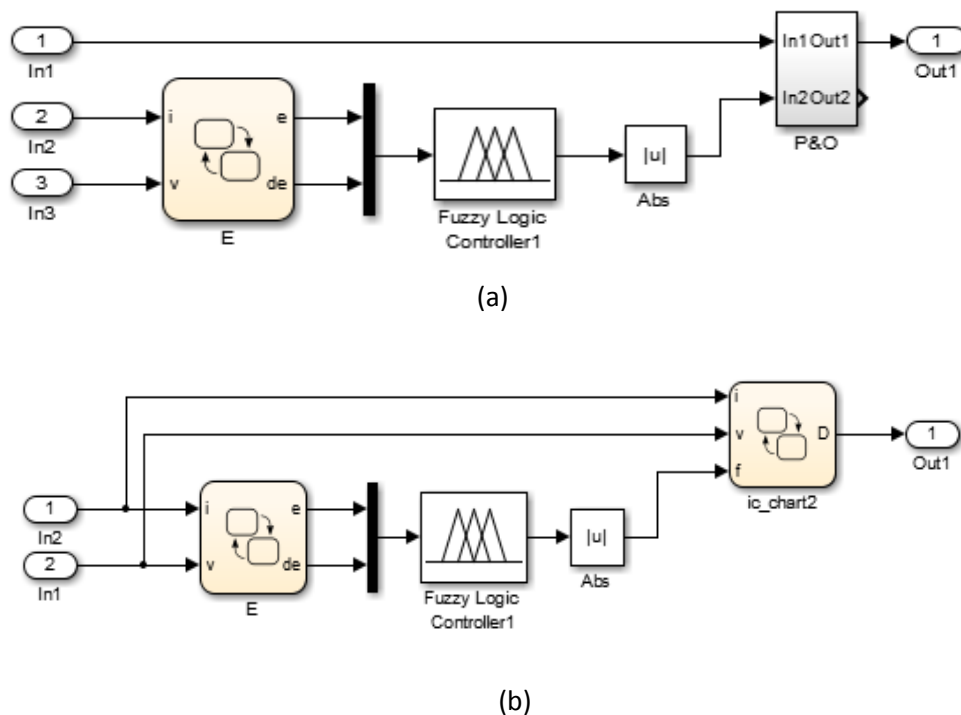 1
In1
2
In2
3
In3
i
v
e
de
E
Fuzzy Logic
Controller1
|u|
Abs
In1 Out1
In2 Out2
P&O
1
Out1
(a)
1
In2
2
In1
i
v
e
de
E
Fuzzy Logic
Controller1
|u|
Abs
i
v
f
D
ic_chart2
1
Out1
(b)